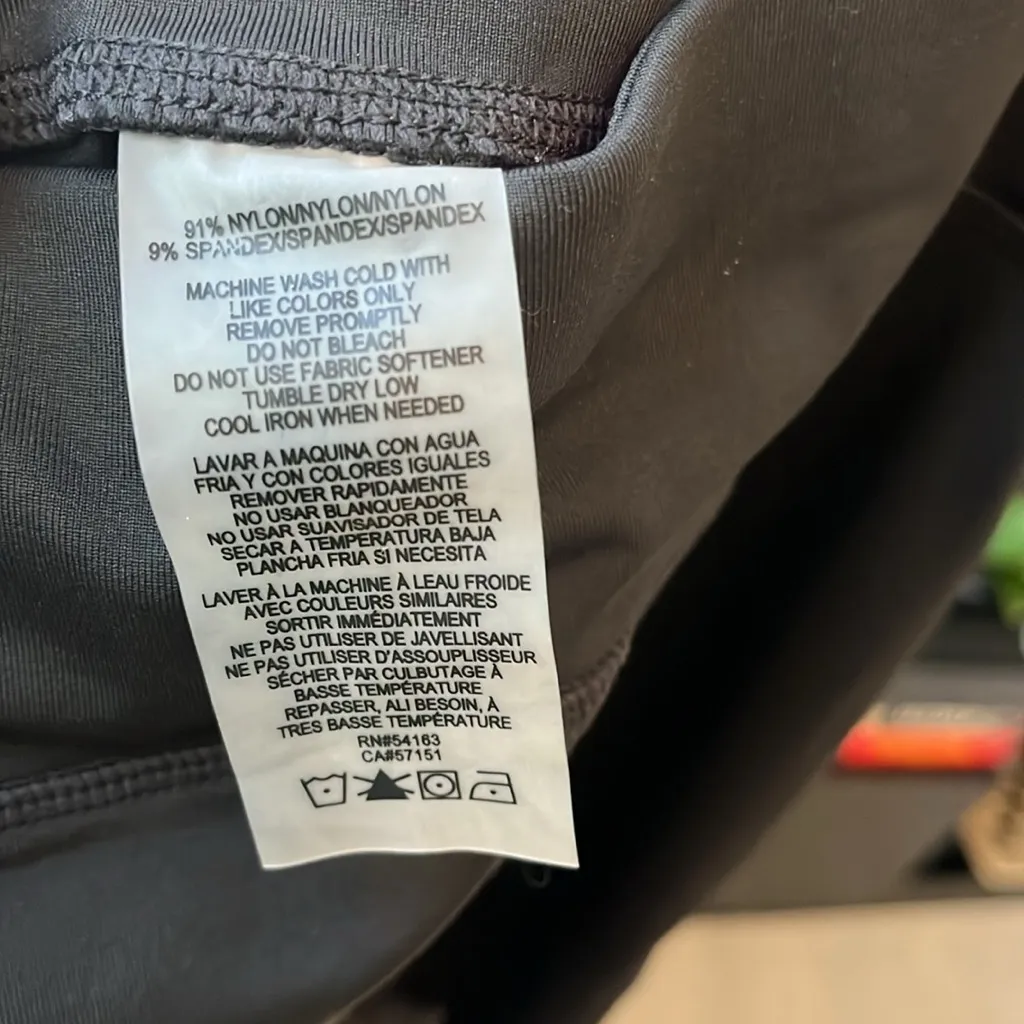 91% NYLON/NYLON/NYLON
9% SPANDEX/SPANDEX/SPANDEX
MACHINE WASH COLD WITH
LIKE COLORS ONLY
REMOVE PROMPTLY
DO NOT BLEACH
DO NOT USE FABRIC SOFTENER
TUMBLE DRY LOW
COOL IRON WHEN NEEDED
LAVAR A MAQUINA CON AGUA
FRIA Y CON COLORES IGUALES
REMOVER RAPIDAMENTE
NO USAR BLANQUEADOR
NO USAR SUAVISADOR DE TELA
SECAR A TEMPERATURA BAJA
PLANCHA FRIA SI NECESITA
LAVER À LA MACHINE À LEAU FROIDE
AVEC COULEURS SIMILAIRES
SORTIR IMMÉDIATEMENT
NE PAS UTILISER DE JAVELLISANT
NE PAS UTILISER D'ASSOUPLISSEUR
SÉCHER PAR CULBUTAGE À
BASSE TEMPÉRATURE
REPASSER, ALI BESOIN, À
TRES BASSE TEMPÉRATURE
RN#54163
CA#57151